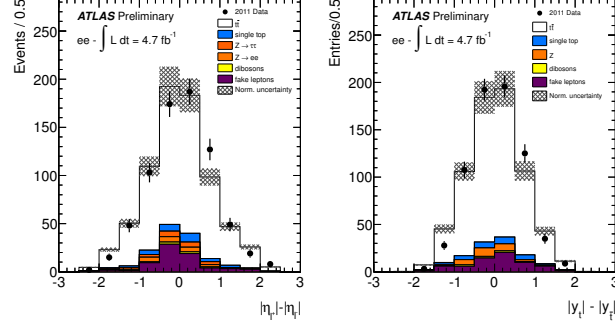 Events / 0.5
ATLAS Preliminary
ee - ∫ L dt = 4.7 fb⁻¹
2011 Data
tt̄
single top
Z → ττ
Z → ee
dibosons
fake leptons
Norm. uncertainty
250
200
150
100
50
0
-3 -2 -1 0 1 2 3
Entries/0.5
ATLAS Preliminary
ee - ∫ L dt = 4.7 fb⁻¹
2011 Data
tt̄
single top
Z
dibosons
fake leptons
Norm. uncertainty
250
200
150
100
50
0
-3 -2 -1 0 1 2 3
|y_t| - |y_t̄|